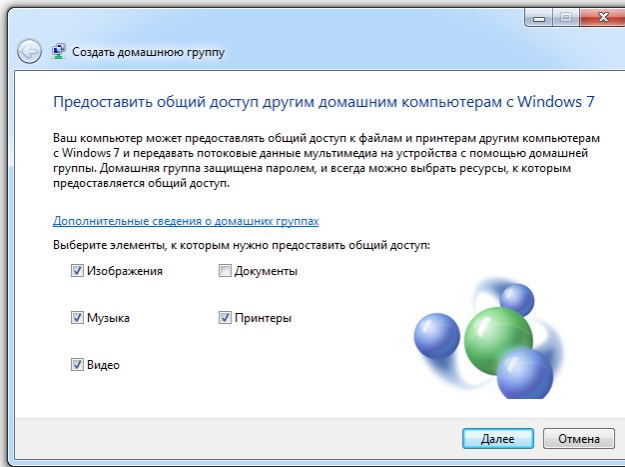 Создать домашнюю группу
Предоставить общий доступ другим домашним компьютерам с Windows 7
Ваш компьютер может предоставлять общий доступ к файлам и принтерам другим компьютерам
с Windows 7 и передавать потоковые данные мультимедиа на устройства с помощью домашней
группы. Домашняя группа защищена паролем, и всегда можно выбрать ресурсы, к которым
предоставляется общий доступ.
Дополнительные сведения о домашних группах
Выберите элементы, к которым нужно предоставить общий доступ:
Изображения Документы
Музыка Принтеры
Видео
Далее Отмена